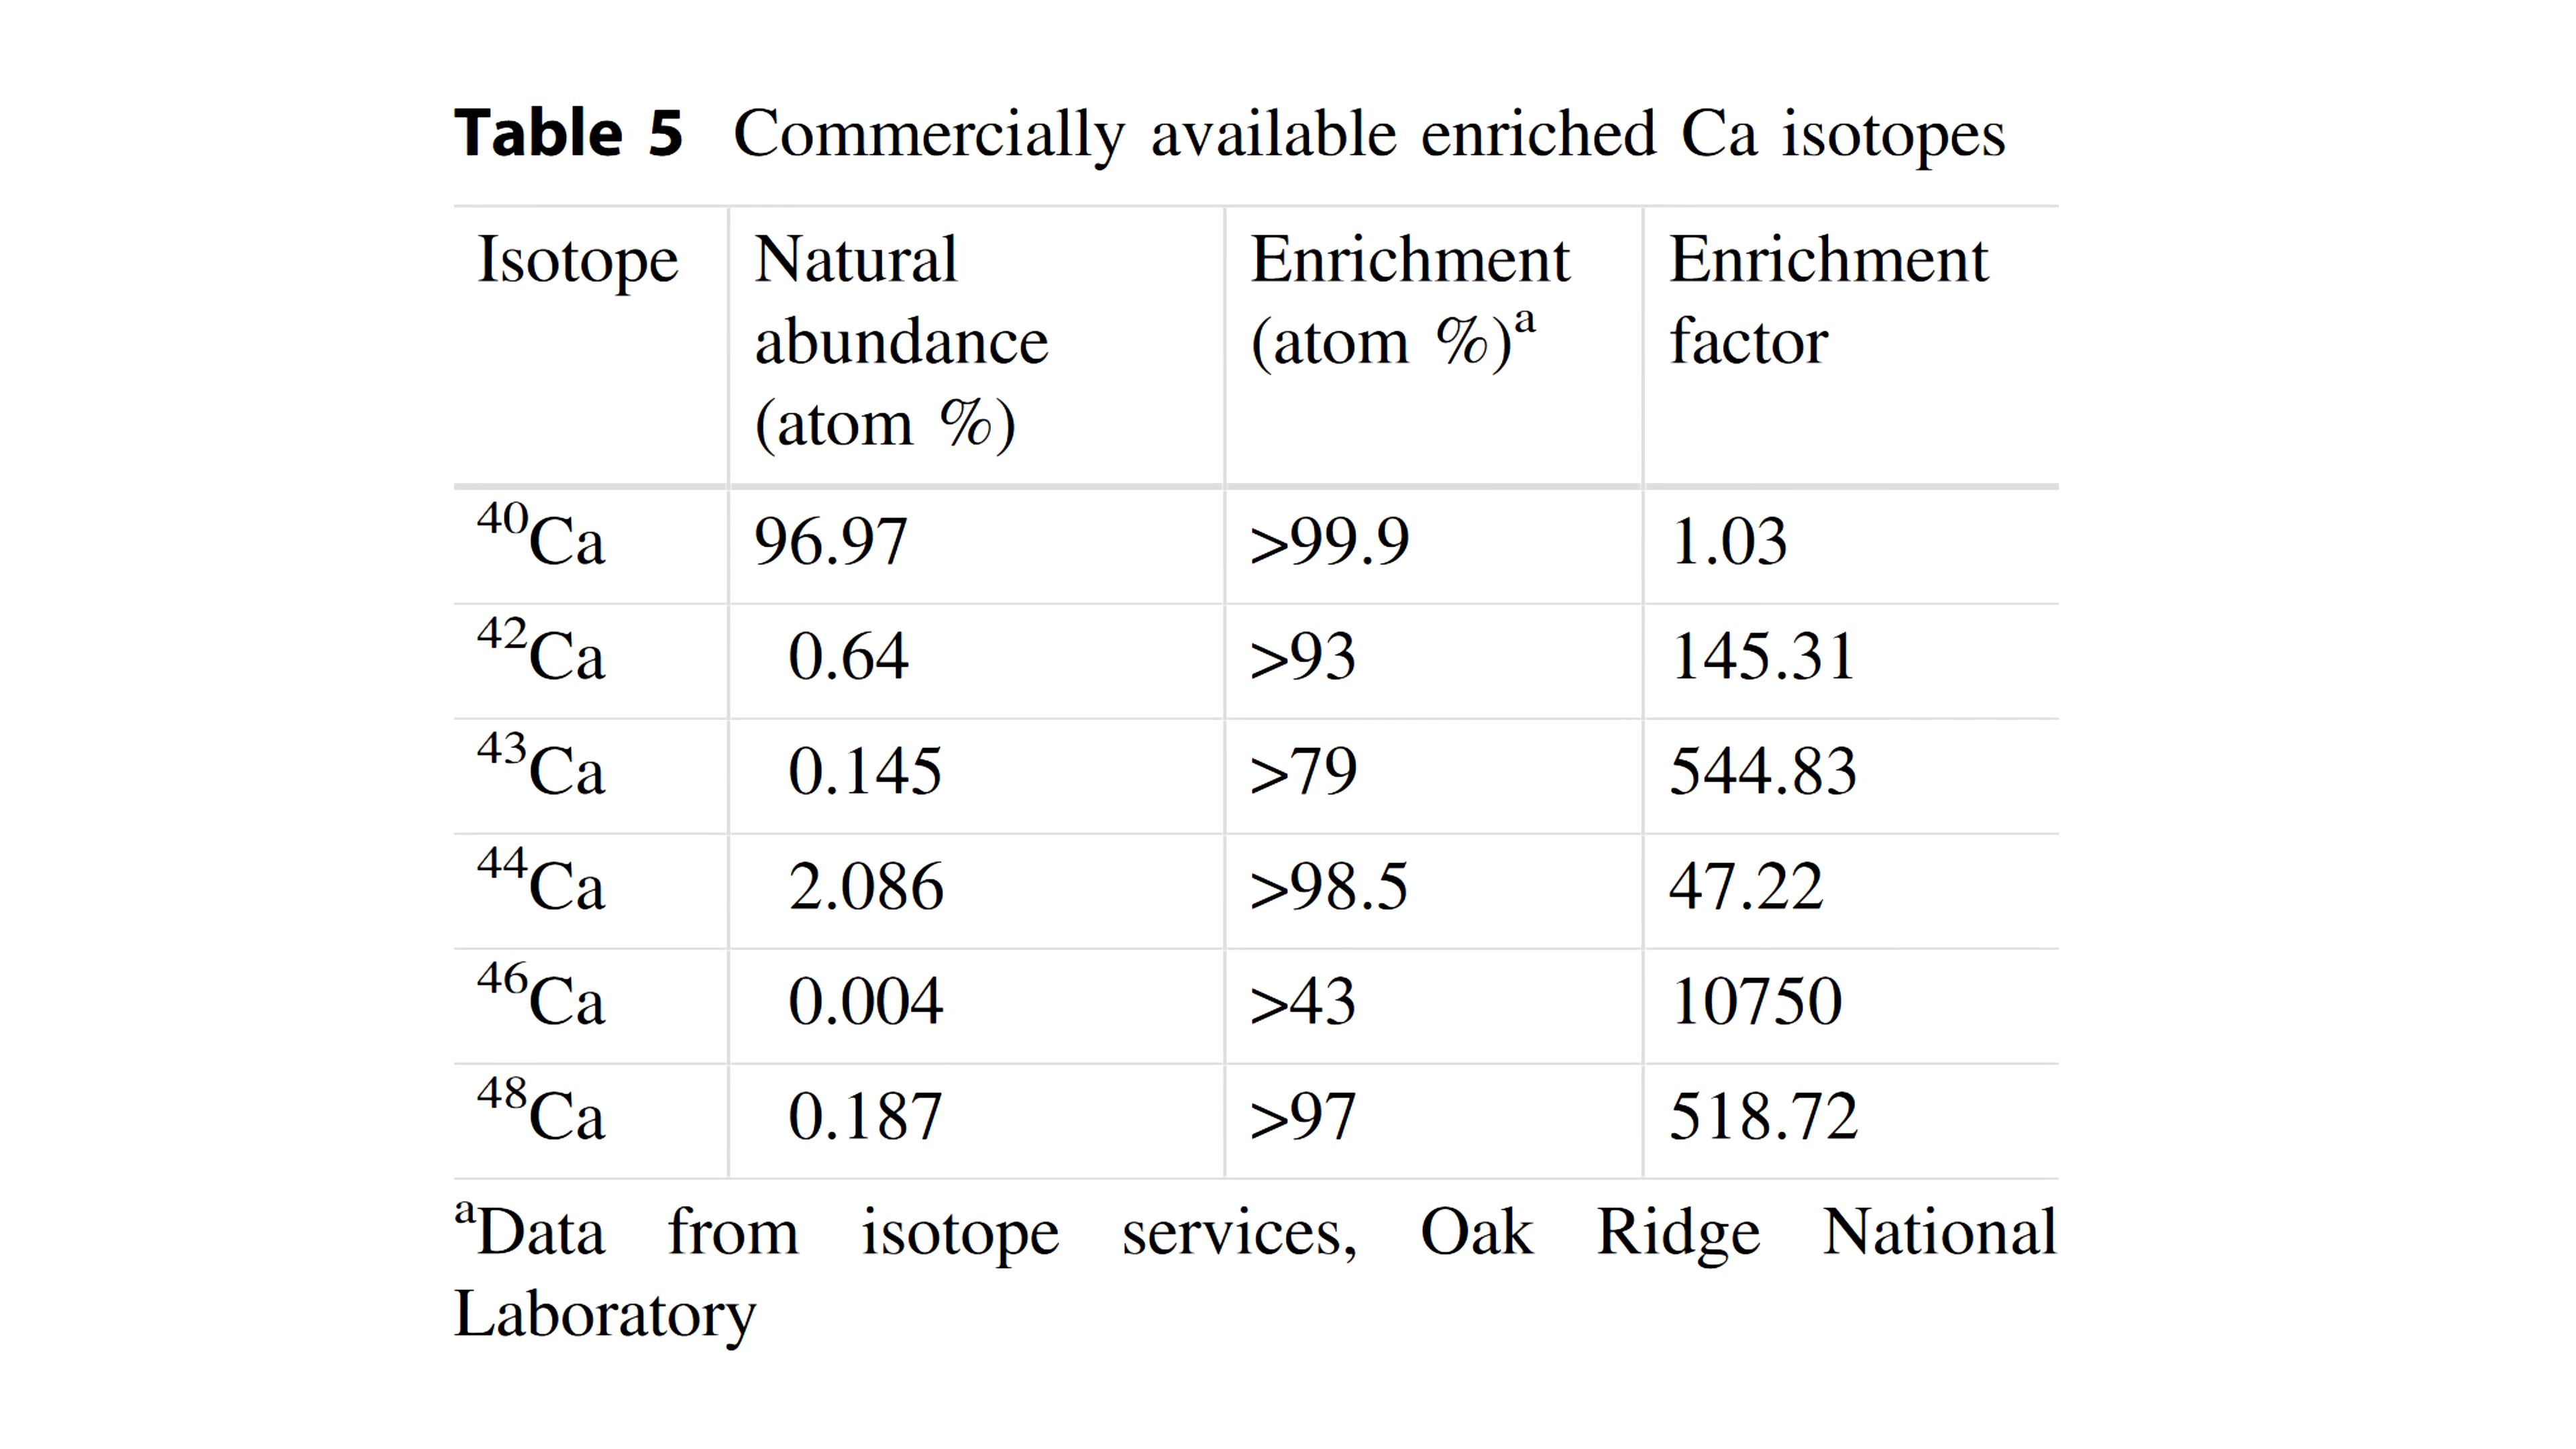 Table 5 Commercially available enriched Ca isotopes
Isotope Natural abundance (atom %) Enrichment (atom %)ᵃ Enrichment factor
⁴⁰Ca 96.97 >99.9 1.03
⁴²Ca 0.64 >93 145.31
⁴³Ca 0.145 >79 544.83
⁴⁴Ca 2.086 >98.5 47.22
⁴⁶Ca 0.004 >43 10750
⁴⁸Ca 0.187 >97 518.72
ᵃData from isotope services, Oak Ridge National
Laboratory